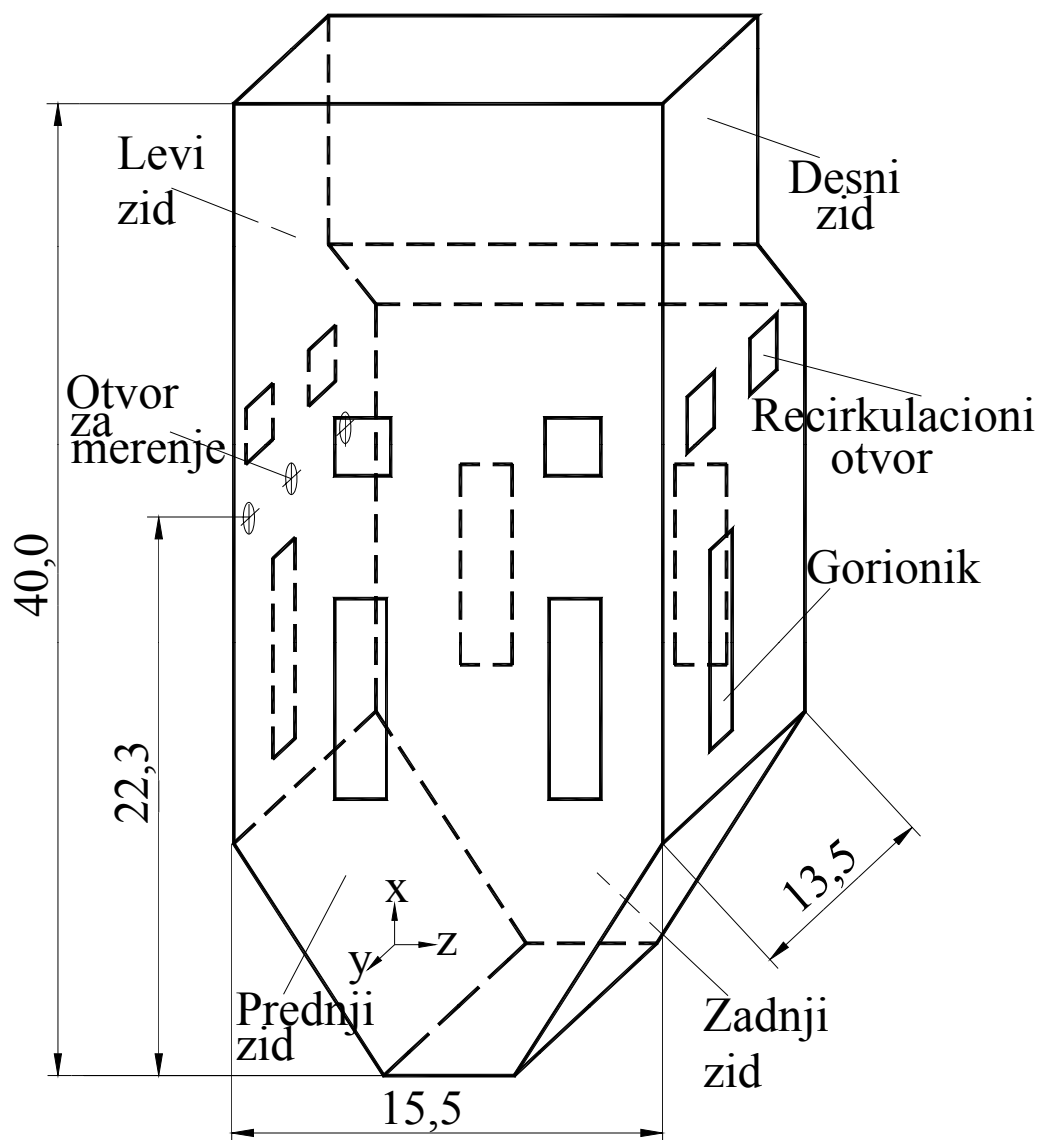 Levi
zid
Desni
zid
Otvor
za
merenje
Recirkulacioni
otvor
40,0
Gorionik
22,3
13,5
x
z
y
Prednji
zid
Zadnji
zid
15,5